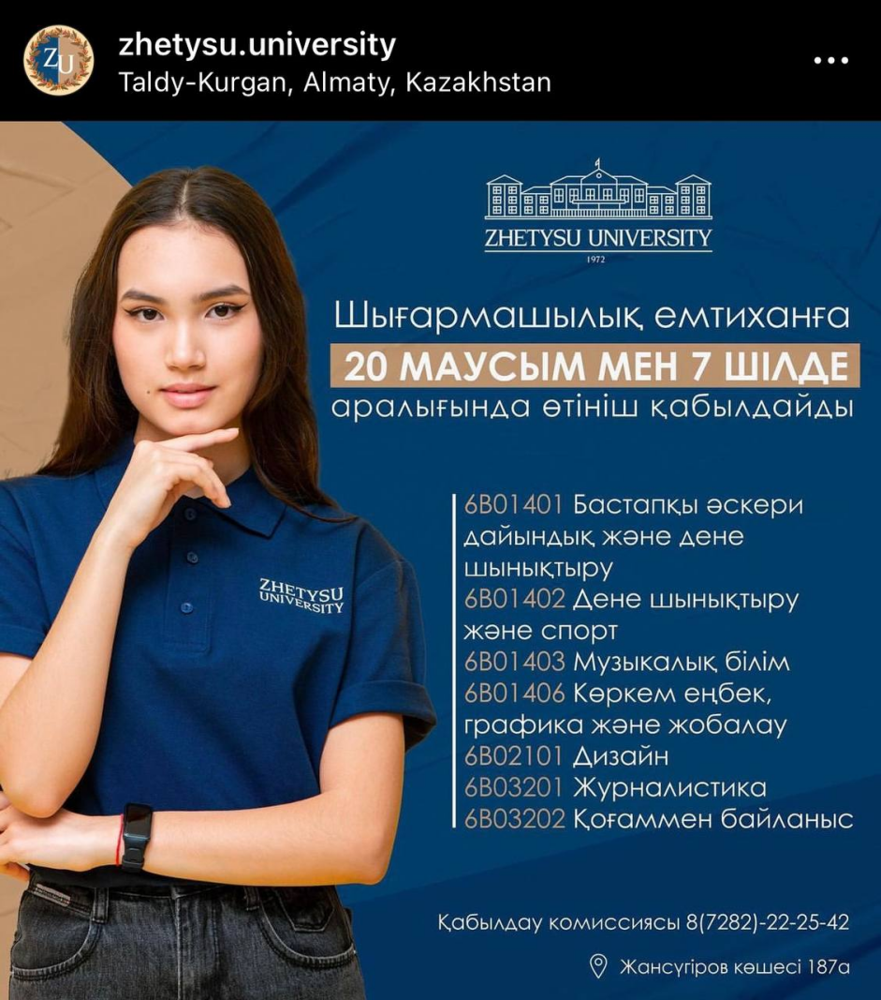 zhetysu.university
Taldy-Kurgan, Almaty, Kazakhstan
ZU
ZHETYSU UNIVERSITY
1972
Шығармашылық емтиханға
20 МАУСЫМ МЕН 7 ШІЛДЕ
аралығында өтініш қабылдайды
6B01401 Бастапқы әскери
дайындық және дене
шынықтыру
6B01402 Дене шынықтыру
және спорт
6B01403 Музыкалық білім
6B01406 Көркем еңбек,
графика және жобалау
6B02101 Дизайн
6B03201 Журналистика
6B03202 Қоғаммен байланыс
ZHETYSU
UNIVERSITY
Қабылдау комиссиясы 8(7282)-22-25-42
Жансүгіров көшесі 187а